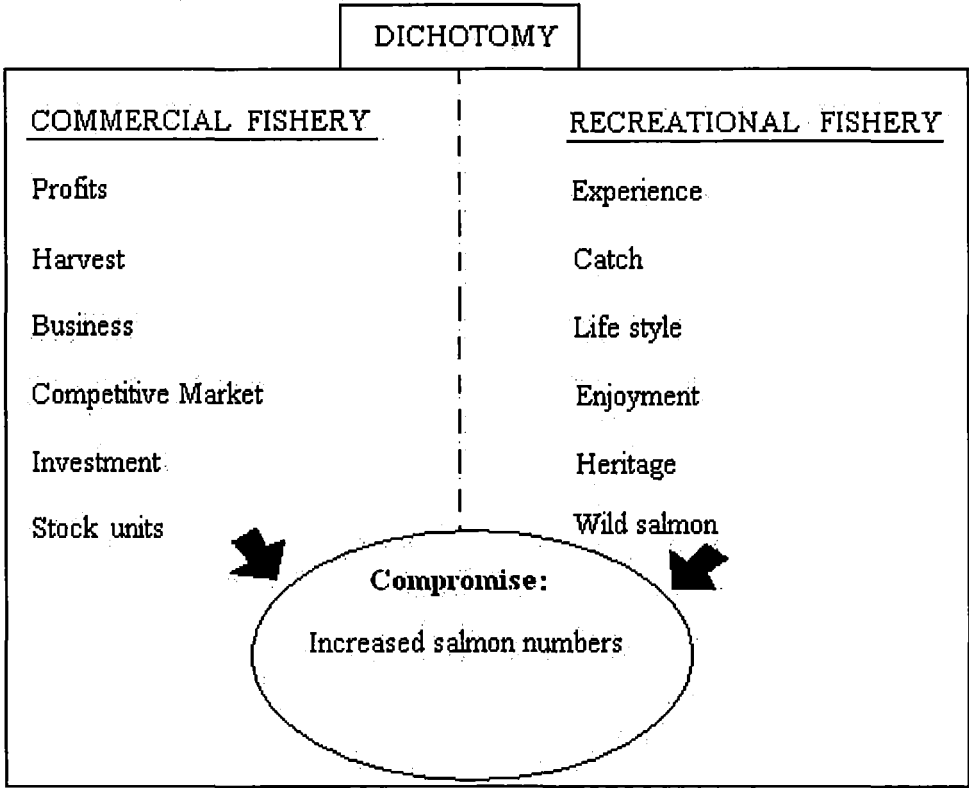 DICHOTOMY
COMMERCIAL FISHERY
Profits
Harvest
Business
Competitive Market
Investment
Stock units
RECREATIONAL FISHERY
Experience
Catch
Life style
Enjoyment
Heritage
Wild salmon
Compromise:
Increased salmon numbers